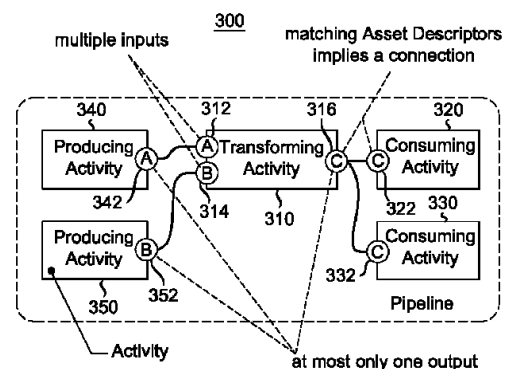 300
multiple inputs
matching Asset Descriptors
implies a connection
340
312
316
320
Producing
Activity
A
A
Transforming
Activity
C
C
Consuming
Activity
342
B
314
310
322
330
Producing
Activity
B
352
C
332
Consuming
Activity
350
Pipeline
Activity
at most only one output